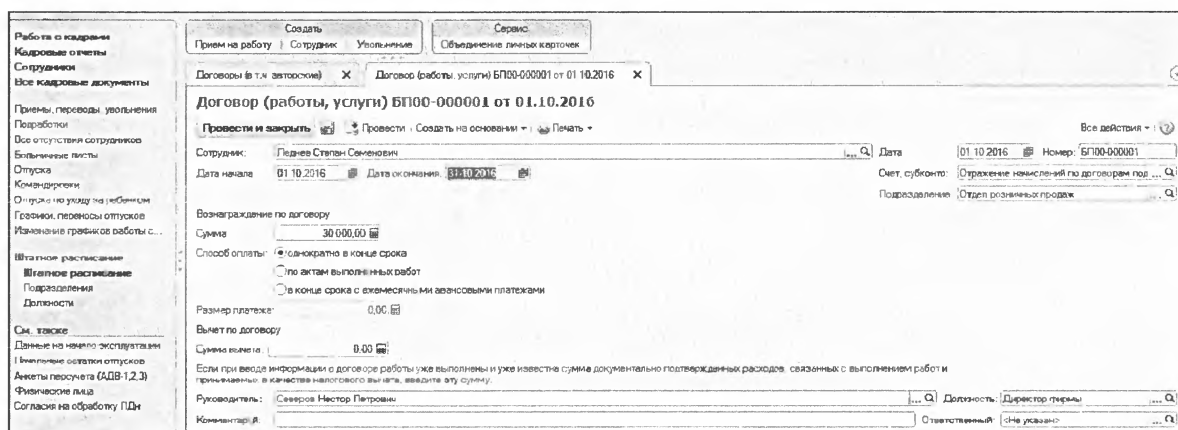 Работа с кадрами
Кадровые отчеты
Сотрудники
Все кадровые документы
Приемы, переводы, увольнения
Подработки
Все отсутствия сотрудников
Больничные листы
Отпуска
Командировки
Отпуска по уходу за ребенком
Графики, переносы отпусков
Изменение графиков работы с...
Штатное расписание
Штатное расписание
Подразделения
Должности
См. также
Данные на начало эксплуатации
Начальные остатки отпусков
Анкеты персучета (АДВ-1,2,3)
Физические лица
Согласия на обработку ПДн
Создать
Прием на работу Сотрудник Увольнение
Сервис
Объединение личных карточек
Договоры (в т.ч. авторские) X Договор (работы, услуги) БП00-000001 от 01.10.2016 X
Договор (работы, услуги) БП00-000001 от 01.10.2016
Провести и закрыть Провести Создать на основании Печать Все действия
Сотрудник: Леднев Степан Семенович Дата 01.10.2016 Номер: БП00-000001
Дата начала 01.10.2016 Дата окончания: 31.10.2016 Счет, субконто: Отражение начислений по договорам под ...
Подразделение Отдел розничных продаж ...
Вознаграждение по договору
Сумма 30 000,00
Способ оплаты: однократно в конце срока
по актам выполненных работ
в конце срока с ежемесячными авансовыми платежами
Размер платежа: 0,00
Вычет по договору
Сумма вычета: 0,00
Если при вводе информации о договоре работы уже выполнены и уже известна сумма документально подтвержденных расходов, связанных с выполнением работ и
принимаемых в качестве налогового вычета, введите эту сумму.
Руководитель: Северов Нестор Петрович ... Должность: Директор фирмы ...
Комментарий: Ответственный: <Не указан> ...